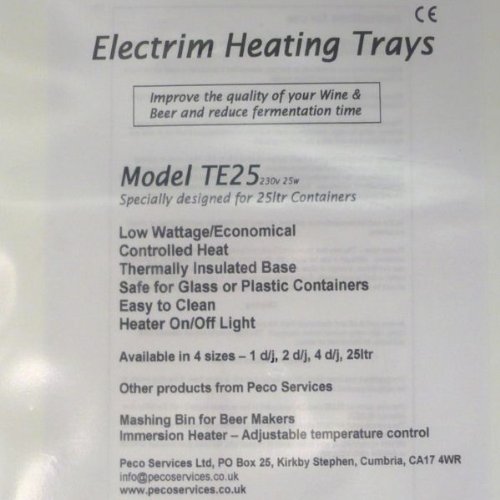 CE
Electrim Heating Trays
Improve the quality of your Wine &
Beer and reduce fermentation time
Model TE25 230v 25w
Specially designed for 25ltr Containers
Low Wattage/Economical
Controlled Heat
Thermally Insulated Base
Safe for Glass or Plastic Containers
Easy to Clean
Heater On/Off Light
Available in 4 sizes – 1 d/j, 2 d/j, 4 d/j, 25ltr
Other products from Peco Services
Mashing Bin for Beer Makers
Immersion Heater – Adjustable temperature control
Peco Services Ltd, PO Box 25, Kirkby Stephen, Cumbria, CA17 4WR
info@pecoservices.co.uk
www.pecoservices.co.uk